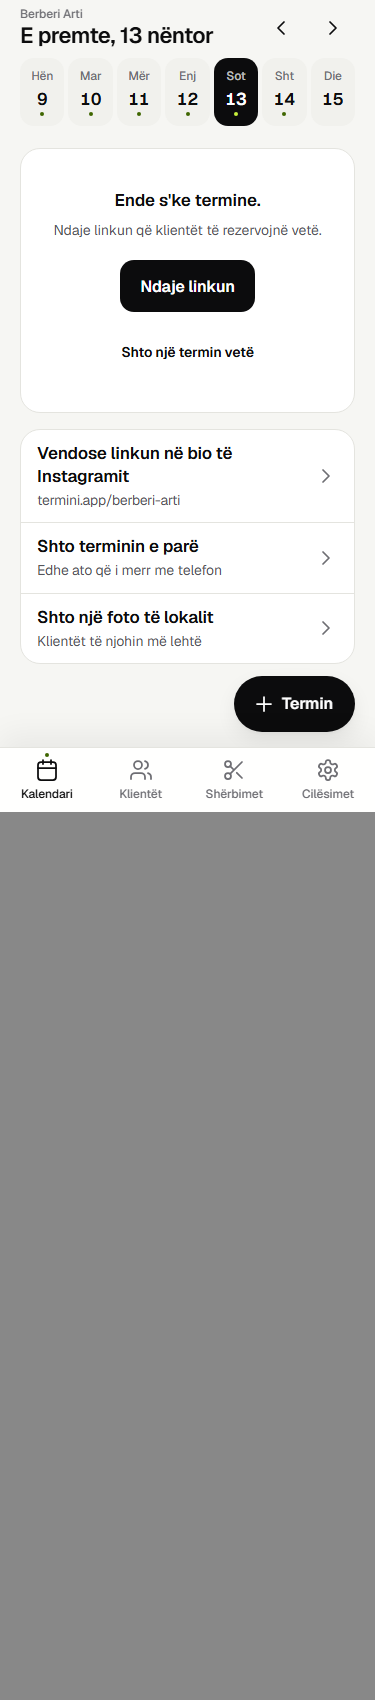 Berberi Arti
E premte, 13 nëntor
Hën Mar Mër Enj Sot Sht Die
9 10 11 12 13 14 15
Ende s'ke termine.
Ndaje linkun që klientët të rezervojnë vetë.
Ndaje linkun
Shto një termin vetë
Vendose linkun në bio të
Instagramit
termini.app/berberi-arti
Shto terminin e parë
Edhe ato që i merr me telefon
Shto një foto të lokalit
Klientët të njohin më lehtë
Termin
Kalendari Klientët Shërbimet Cilësimet